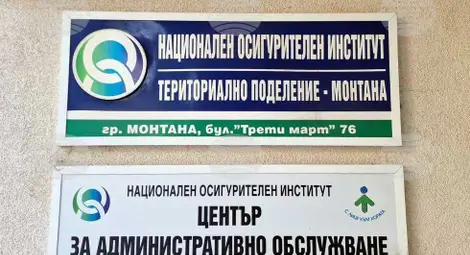 НАЦИОНАЛЕН ОСИГУРИТЕЛЕН ИНСТИТУТ
ТЕРИТОРИАЛНО ПОДЕЛЕНИЕ - МОНТАНА
гр. МОНТАНА, бул."Трети март" 76
НАЦИОНАЛЕН ОСИГУРИТЕЛЕН ИНСТИТУТ
ЦЕНТЪР
ЗА АДМИНИСТРАТИВНО ОБСЛУЖВАНЕ